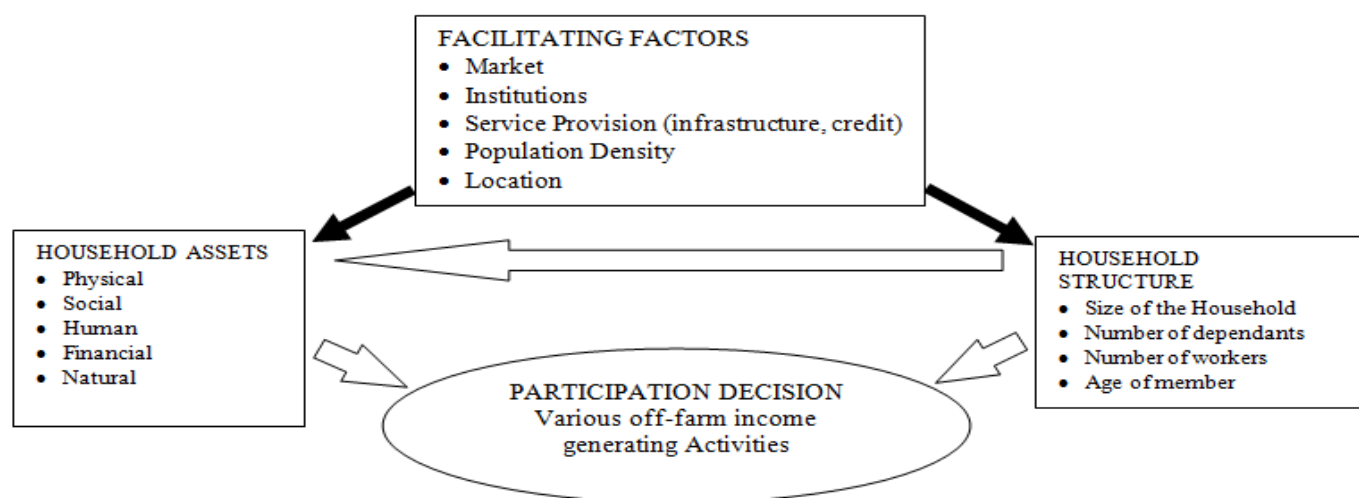 FACILITATING FACTORS
• Market
• Institutions
• Service Provision (infrastructure, credit)
• Population Density
• Location
HOUSEHOLD ASSETS
• Physical
• Social
• Human
• Financial
• Natural
HOUSEHOLD
STRUCTURE
• Size of the Household
• Number of dependants
• Number of workers
• Age of member
PARTICIPATION DECISION
Various off-farm income
generating Activities